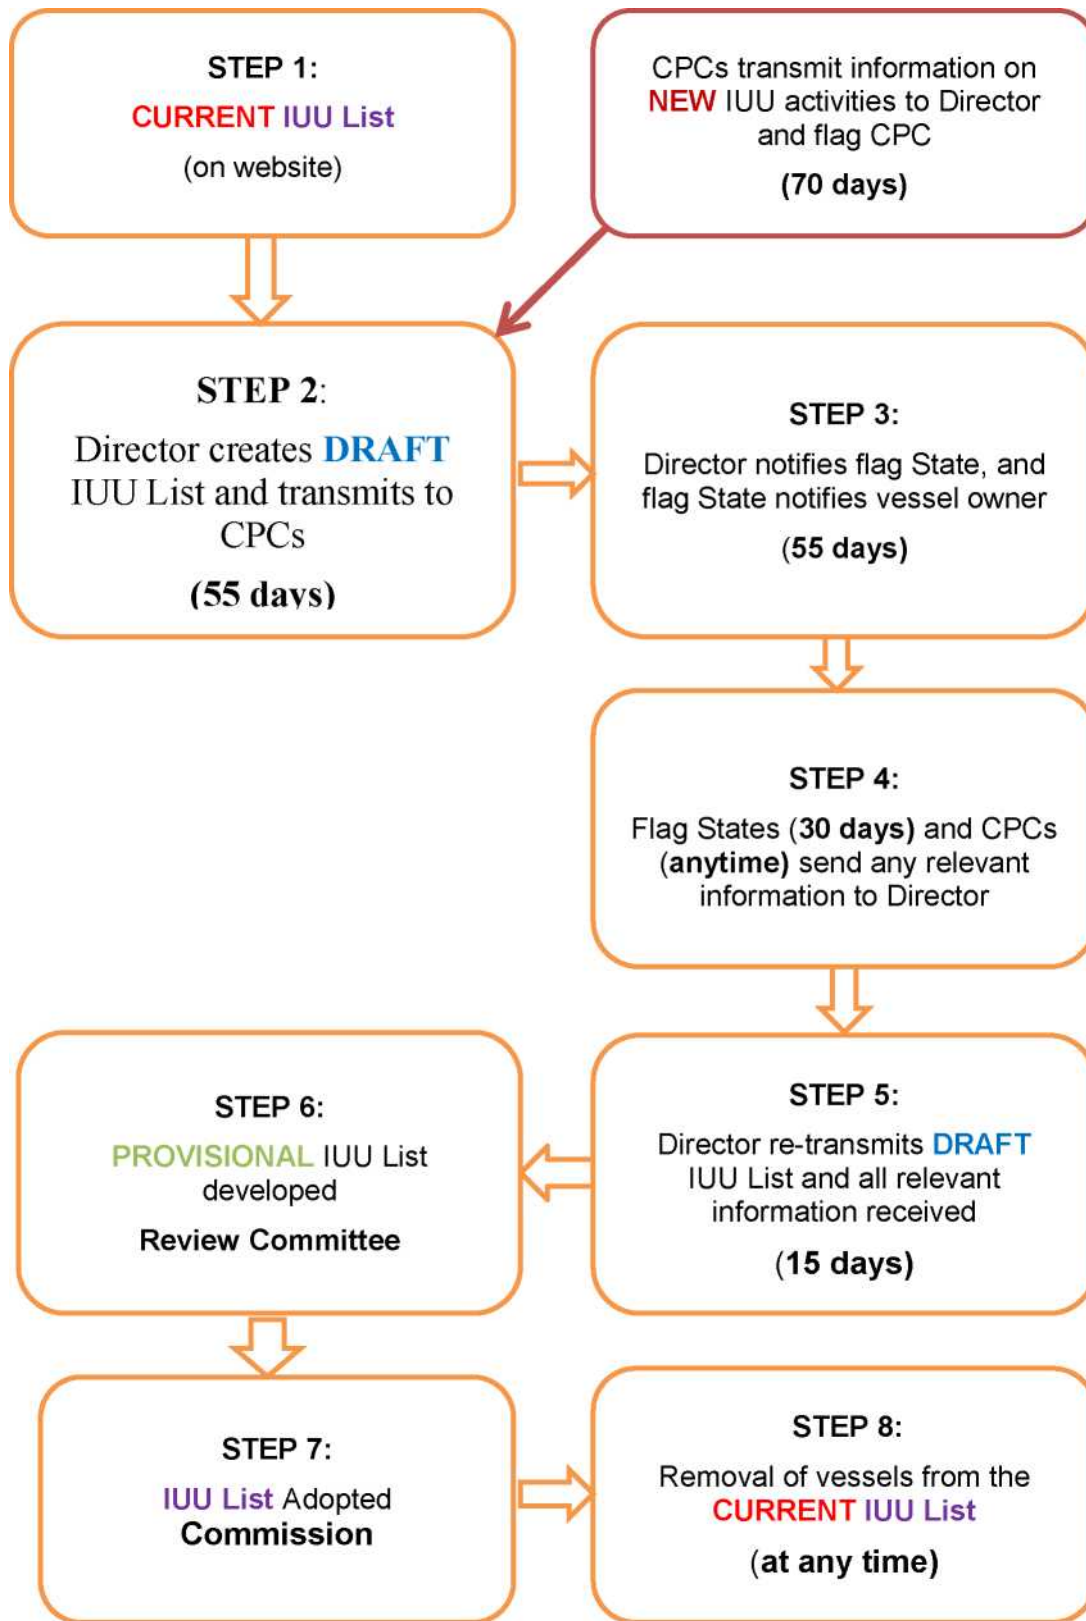 STEP 1:
CURRENT IUU List
(on website)
CPCs transmit information on
NEW IUU activities to Director
and flag CPC
(70 days)
STEP 2:
Director creates DRAFT
IUU List and transmits to
CPCs
(55 days)
STEP 3:
Director notifies flag State, and
flag State notifies vessel owner
(55 days)
STEP 4:
Flag States (30 days) and CPCs
(anytime) send any relevant
information to Director
STEP 5:
Director re-transmits DRAFT
IUU List and all relevant
information received
(15 days)
STEP 6:
PROVISIONAL IUU List
developed
Review Committee
STEP 7:
IUU List Adopted
Commission
STEP 8:
Removal of vessels from the
CURRENT IUU List
(at any time)